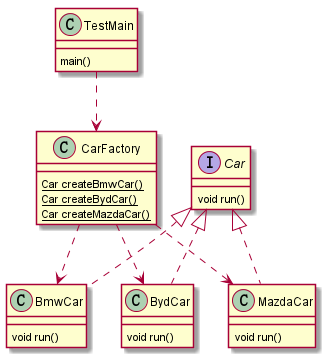 C TestMain
main()
C CarFactory
Car createBmwCar()
Car createBydCar()
Car createMazdaCar()
I Car
void run()
C BmwCar
void run()
C BydCar
void run()
C MazdaCar
void run()